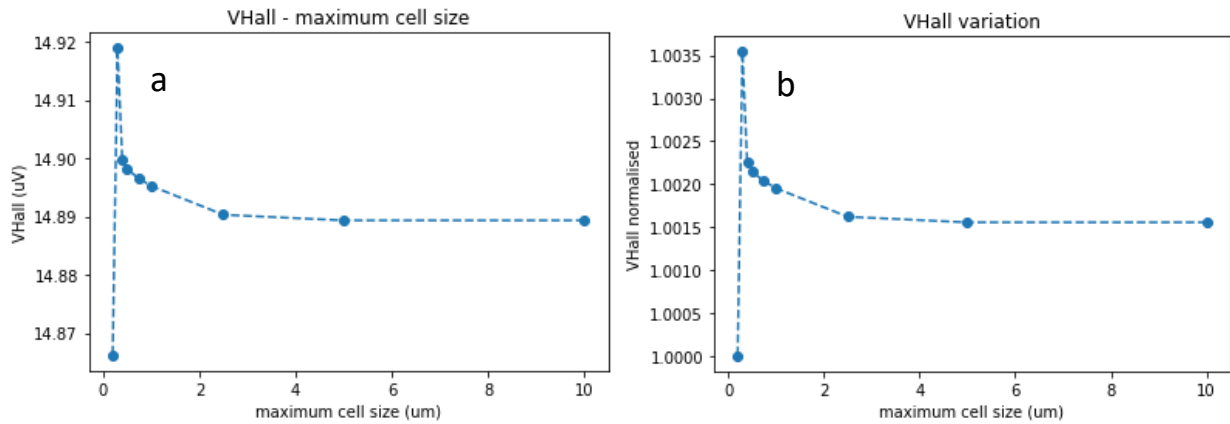 VHall - maximum cell size
14.92
14.91
14.90
14.89
14.88
14.87
VHall (uV)
a
0 2 4 6 8 10
maximum cell size (um)
VHall variation
1.0035
1.0030
1.0025
1.0020
1.0015
1.0010
1.0005
1.0000
VHall normalised
b
0 2 4 6 8 10
maximum cell size (um)